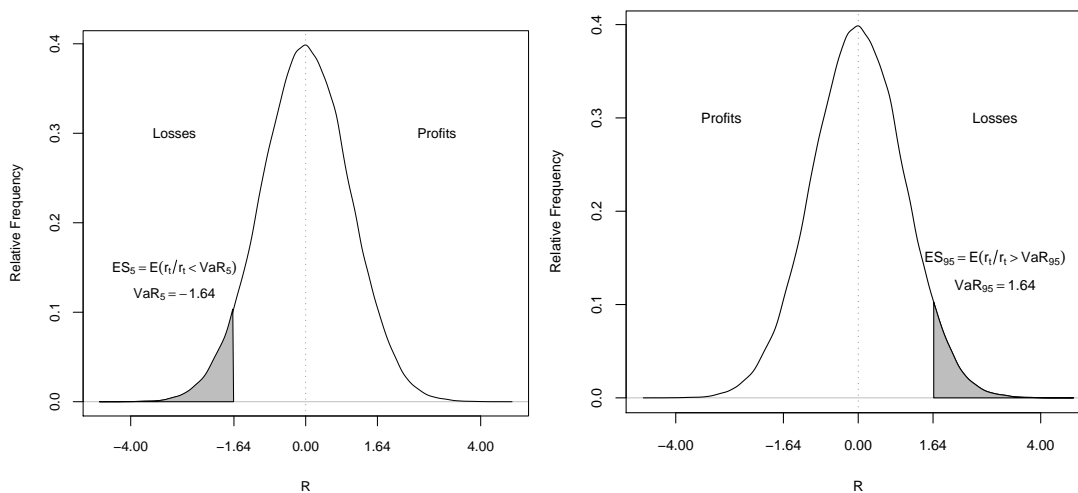 0.4
0.3
0.2
0.1
0.0
Relative Frequency
Losses
Profits
ES₅ = E(rₜ/rₜ < VaR₅)
VaR₅ = −1.64
−4.00 −1.64 0.00 1.64 4.00
R
0.4
0.3
0.2
0.1
0.0
Relative Frequency
Profits
Losses
ES₉₅ = E(rₜ/rₜ > VaR₉₅)
VaR₉₅ = 1.64
−4.00 −1.64 0.00 1.64 4.00
R